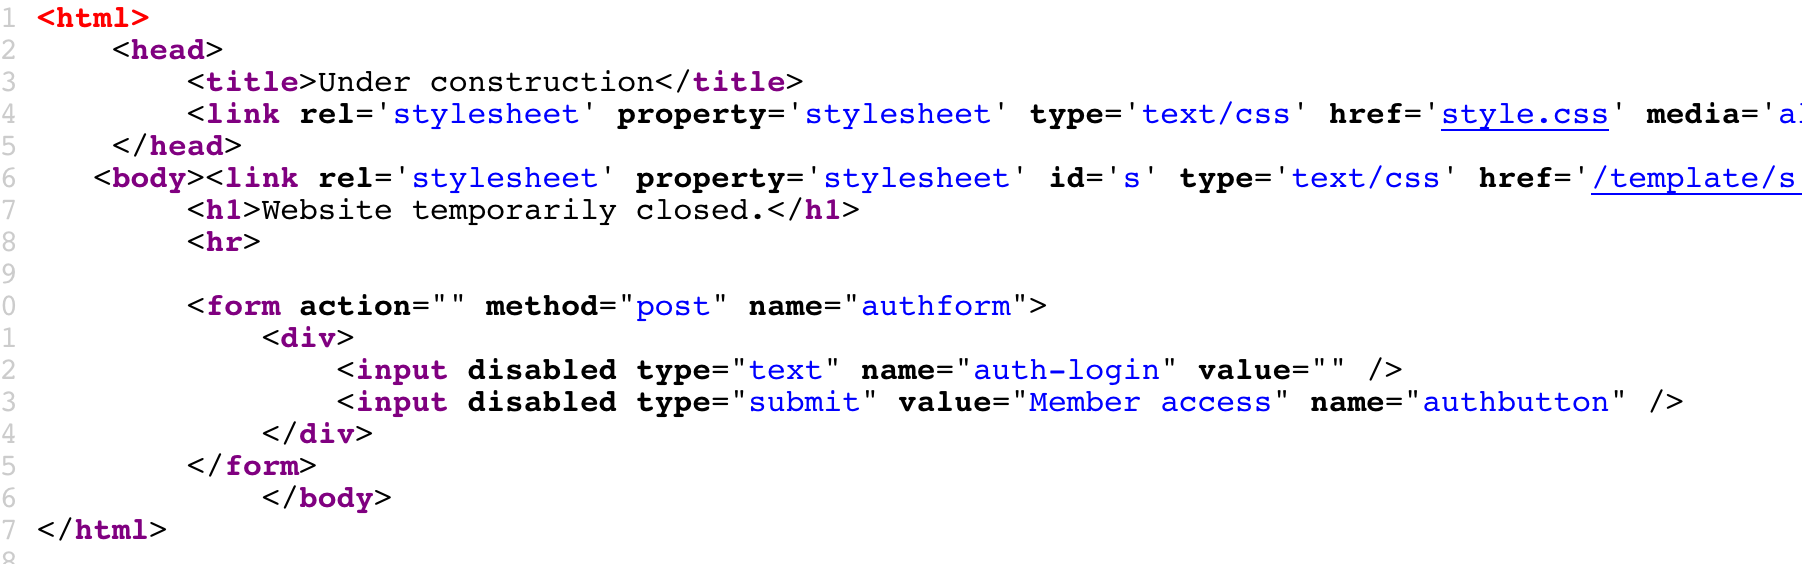 1 <html>
2 <head>
3 <title>Under construction</title>
4 <link rel='stylesheet' property='stylesheet' type='text/css' href='style.css' media='al
5 </head>
6 <body><link rel='stylesheet' property='stylesheet' id='s' type='text/css' href='/template/s
7 <h1>Website temporarily closed.</h1>
8 <hr>
9
0 <form action="" method="post" name="authform">
1 <div>
2 <input disabled type="text" name="auth-login" value="" />
3 <input disabled type="submit" value="Member access" name="authbutton" />
4 </div>
5 </form>
6 </body>
7 </html>
8